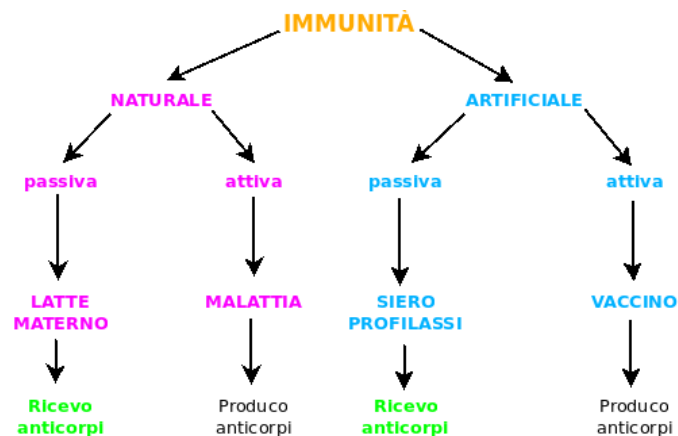 IMMUNITÀ
NATURALE
ARTIFICIALE
passiva
attiva
passiva
attiva
LATTE
MATERNO
MALATTIA
SIERO
PROFILASSI
VACCINO
Ricevo
anticorpi
Produco
anticorpi
Ricevo
anticorpi
Produco
anticorpi